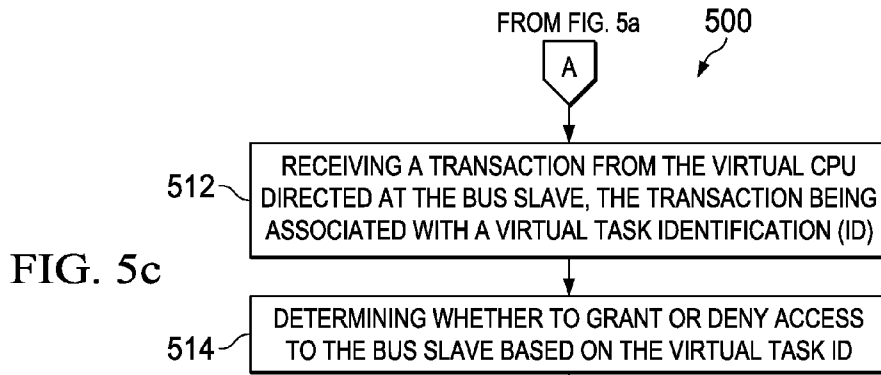 FROM FIG. 5a
500
A
512
RECEIVING A TRANSACTION FROM THE VIRTUAL CPU
DIRECTED AT THE BUS SLAVE, THE TRANSACTION BEING
ASSOCIATED WITH A VIRTUAL TASK IDENTIFICATION (ID)
FIG. 5c
514
DETERMINING WHETHER TO GRANT OR DENY ACCESS
TO THE BUS SLAVE BASED ON THE VIRTUAL TASK ID